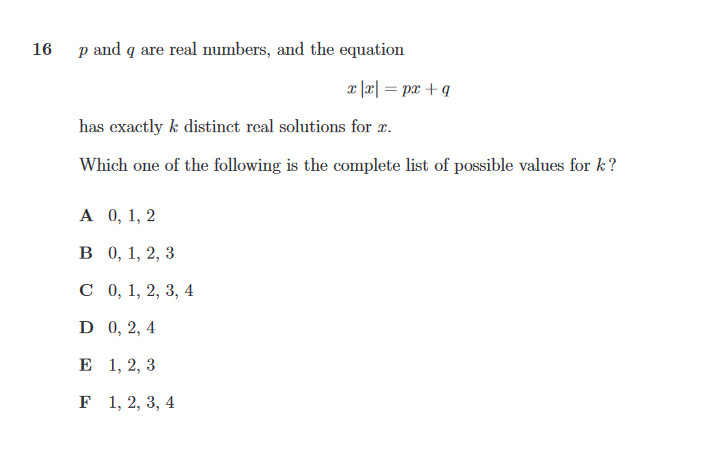 16 p and q are real numbers, and the equation
x |x| = px + q
has exactly k distinct real solutions for x.
Which one of the following is the complete list of possible values for k?
A 0, 1, 2
B 0, 1, 2, 3
C 0, 1, 2, 3, 4
D 0, 2, 4
E 1, 2, 3
F 1, 2, 3, 4